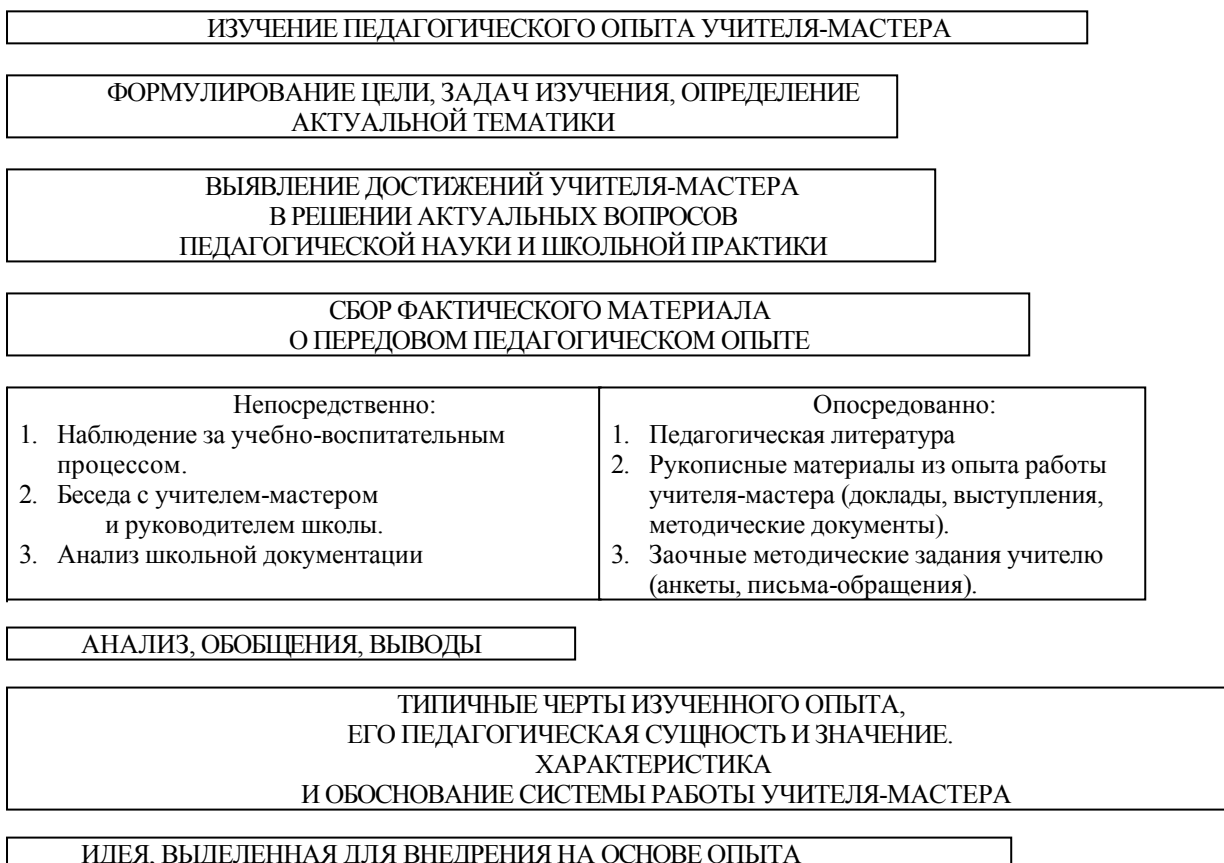 ИЗУЧЕНИЕ ПЕДАГОГИЧЕСКОГО ОПЫТА УЧИТЕЛЯ-МАСТЕРА
ФОРМУЛИРОВАНИЕ ЦЕЛИ, ЗАДАЧ ИЗУЧЕНИЯ, ОПРЕДЕЛЕНИЕ
АКТУАЛЬНОЙ ТЕМАТИКИ
ВЫЯВЛЕНИЕ ДОСТИЖЕНИЙ УЧИТЕЛЯ-МАСТЕРА
В РЕШЕНИИ АКТУАЛЬНЫХ ВОПРОСОВ
ПЕДАГОГИЧЕСКОЙ НАУКИ И ШКОЛЬНОЙ ПРАКТИКИ
СБОР ФАКТИЧЕСКОГО МАТЕРИАЛА
О ПЕРЕДОВОМ ПЕДАГОГИЧЕСКОМ ОПЫТЕ
Непосредственно:
1. Наблюдение за учебно-воспитательным
процессом.
2. Беседа с учителем-мастером
и руководителем школы.
3. Анализ школьной документации
Опосредованно:
1. Педагогическая литература
2. Рукописные материалы из опыта работы
учителя-мастера (доклады, выступления,
методические документы).
3. Заочные методические задания учителю
(анкеты, письма-обращения).
АНАЛИЗ, ОБОБЩЕНИЯ, ВЫВОДЫ
ТИПИЧНЫЕ ЧЕРТЫ ИЗУЧЕННОГО ОПЫТА,
ЕГО ПЕДАГОГИЧЕСКАЯ СУЩНОСТЬ И ЗНАЧЕНИЕ.
ХАРАКТЕРИСТИКА
И ОБОСНОВАНИЕ СИСТЕМЫ РАБОТЫ УЧИТЕЛЯ-МАСТЕРА
ИДЕЯ, ВЫДЕЛЕННАЯ ДЛЯ ВНЕДРЕНИЯ НА ОСНОВЕ ОПЫТА